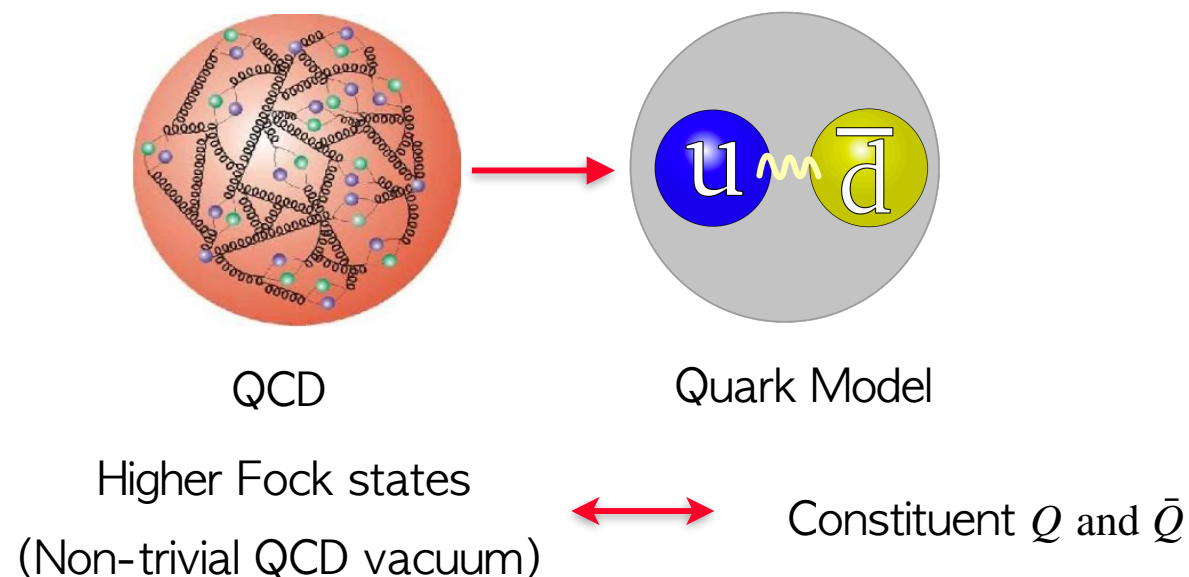 u d̅
QCD
Quark Model
Higher Fock states
(Non-trivial QCD vacuum)
Constituent Q and Q̄